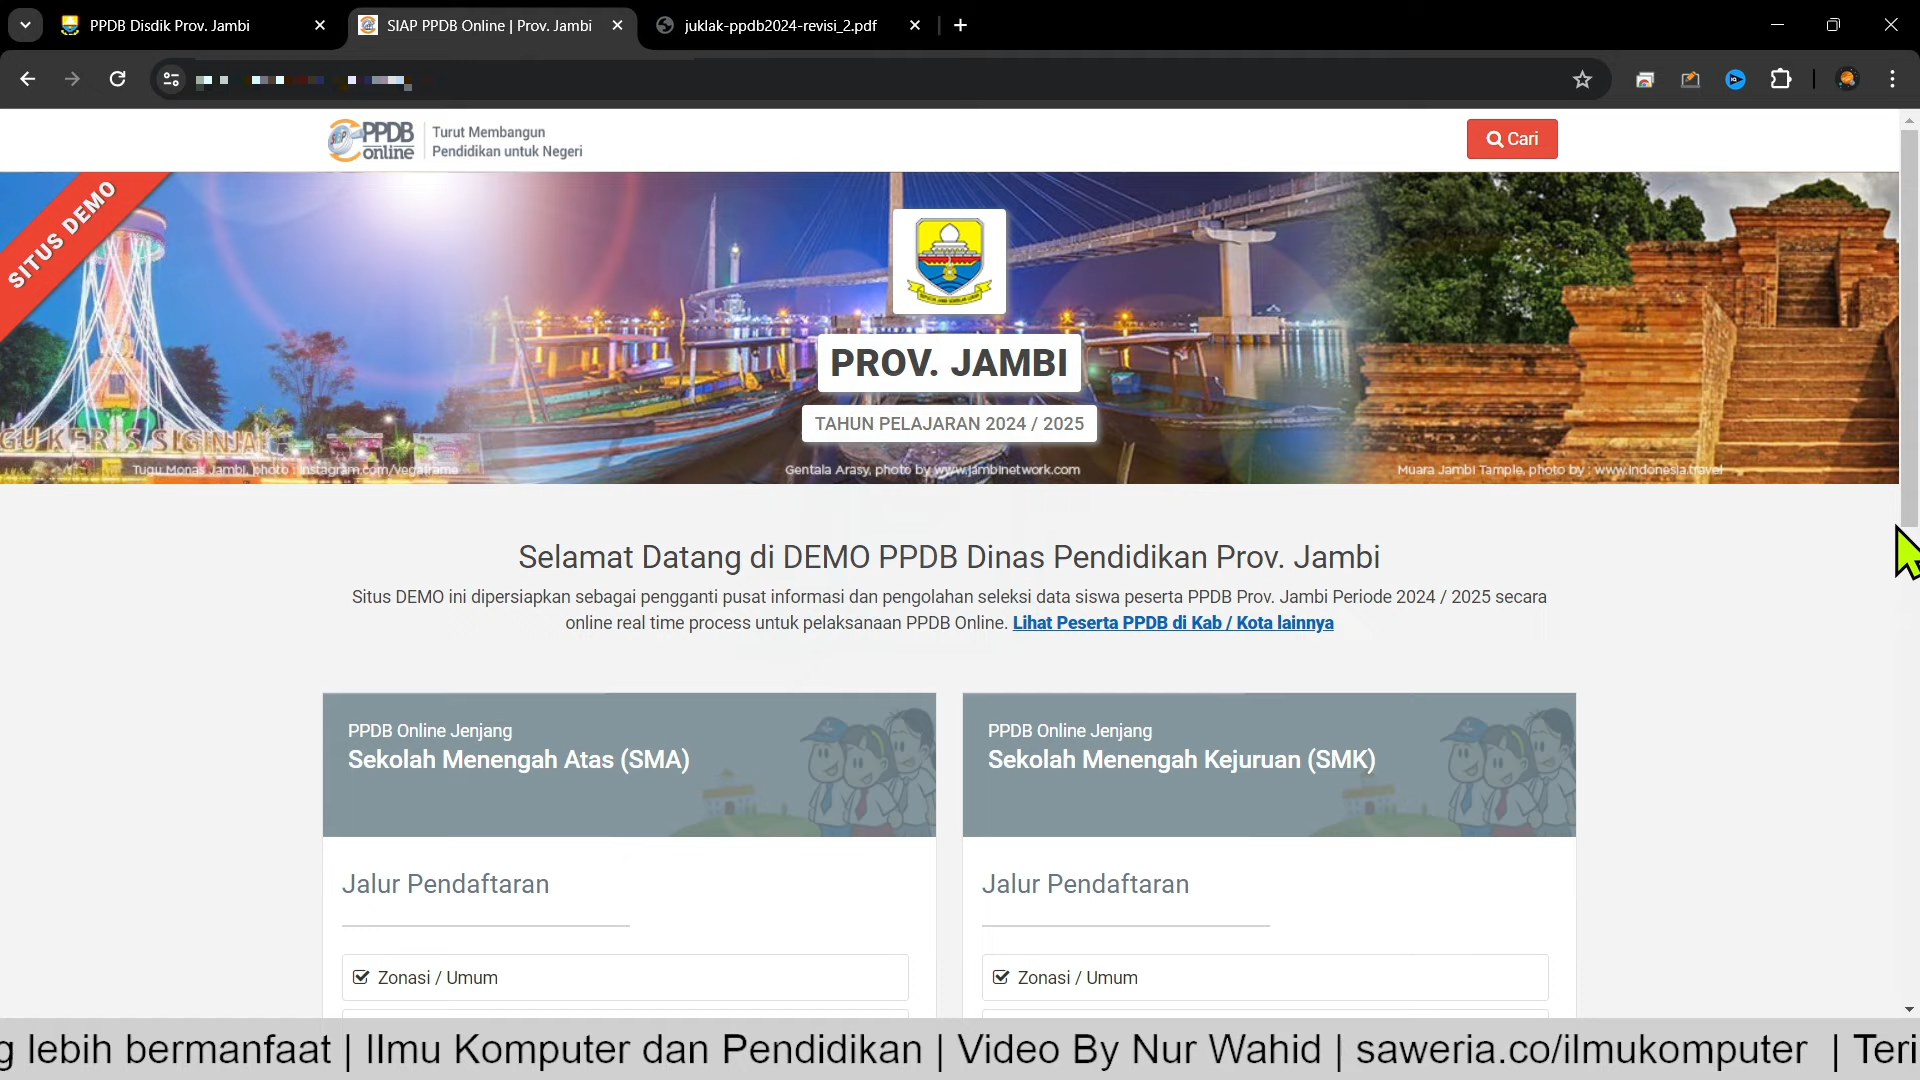 PPDB Disdik Prov. Jambi
SIAP PPDB Online | Prov. Jambi
juklak-ppdb2024-revisi_2.pdf
SIAP PPDB online
Turut Membangun
Pendidikan untuk Negeri
Cari
SITUS DEMO
PROV. JAMBI
TAHUN PELAJARAN 2024 / 2025
Tugu Monas Jambi, photo : instagram.com/vegaframe
Gentala Arasy, photo by www.jambinetwork.com
Muara Jambi Tample, photo by : www.indonesia.travel
Selamat Datang di DEMO PPDB Dinas Pendidikan Prov. Jambi
Situs DEMO ini dipersiapkan sebagai pengganti pusat informasi dan pengolahan seleksi data siswa peserta PPDB Prov. Jambi Periode 2024 / 2025 secara
online real time process untuk pelaksanaan PPDB Online. Lihat Peserta PPDB di Kab / Kota lainnya
PPDB Online Jenjang
Sekolah Menengah Atas (SMA)
Jalur Pendaftaran
Zonasi / Umum
PPDB Online Jenjang
Sekolah Menengah Kejuruan (SMK)
Jalur Pendaftaran
Zonasi / Umum
g lebih bermanfaat | Ilmu Komputer dan Pendidikan | Video By Nur Wahid | saweria.co/ilmukomputer | Teri